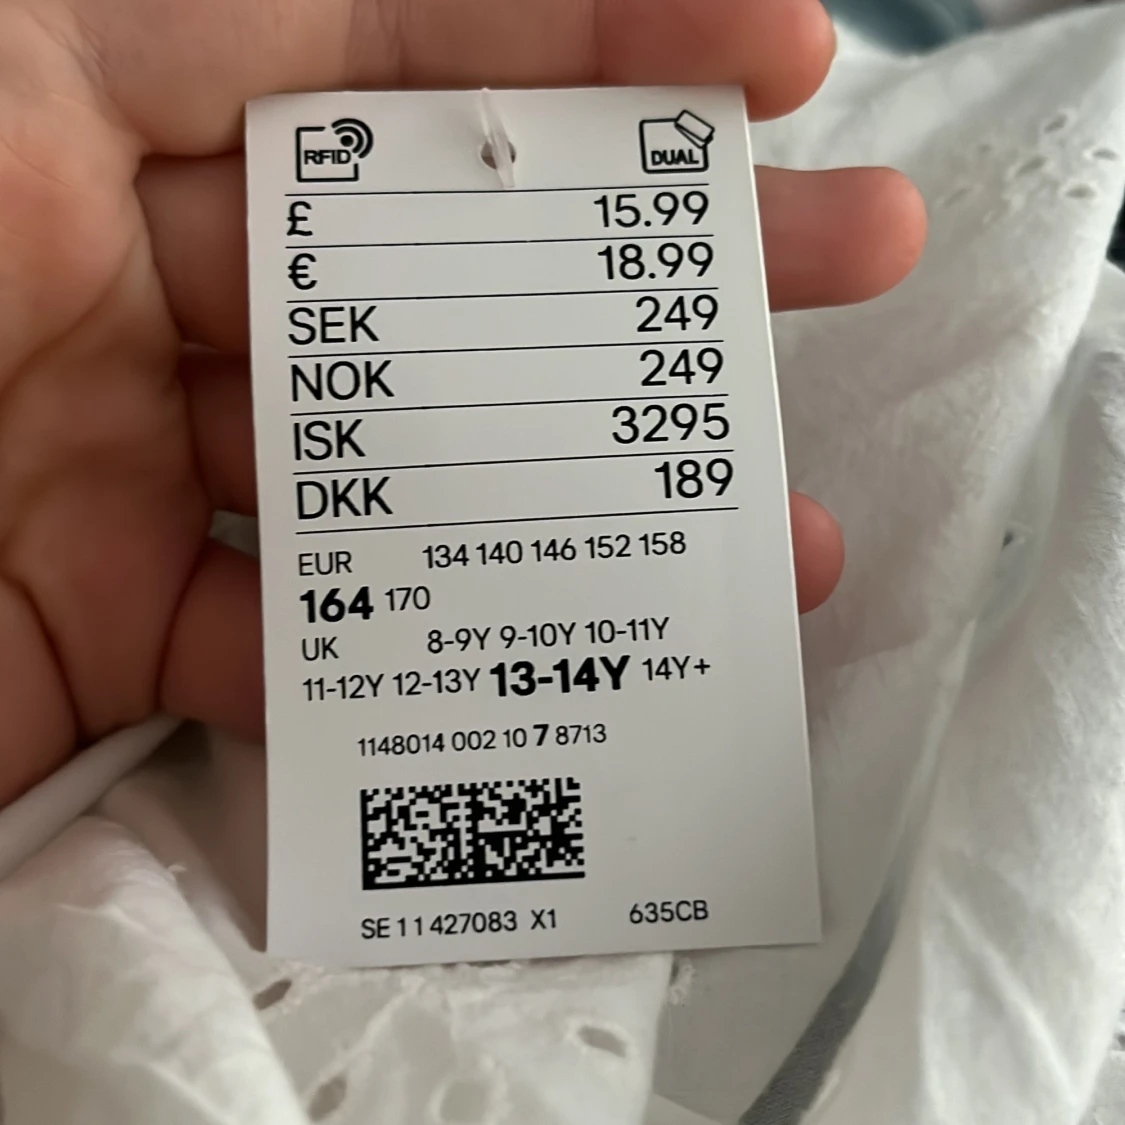 RFID
DUAL
£ 15.99
€ 18.99
SEK 249
NOK 249
ISK 3295
DKK 189
EUR 134 140 146 152 158
164 170
UK 8-9Y 9-10Y 10-11Y
11-12Y 12-13Y 13-14Y 14Y+
1148014 002 10 7 8713
SE 1 1 427083 X1 635CB